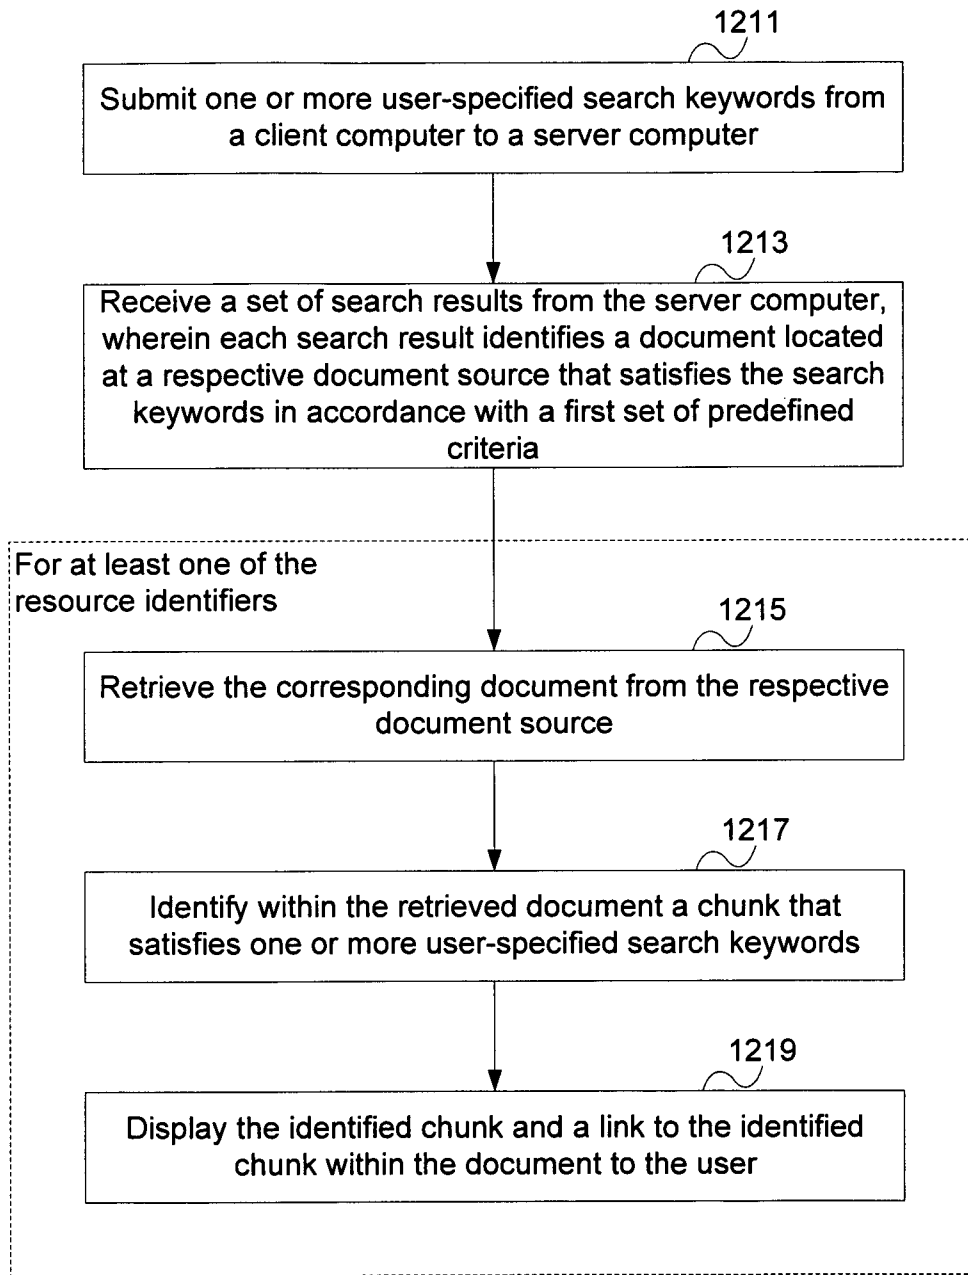 1211
Submit one or more user-specified search keywords from
a client computer to a server computer
1213
Receive a set of search results from the server computer,
wherein each search result identifies a document located
at a respective document source that satisfies the search
keywords in accordance with a first set of predefined
criteria
For at least one of the
resource identifiers
1215
Retrieve the corresponding document from the respective
document source
1217
Identify within the retrieved document a chunk that
satisfies one or more user-specified search keywords
1219
Display the identified chunk and a link to the identified
chunk within the document to the user